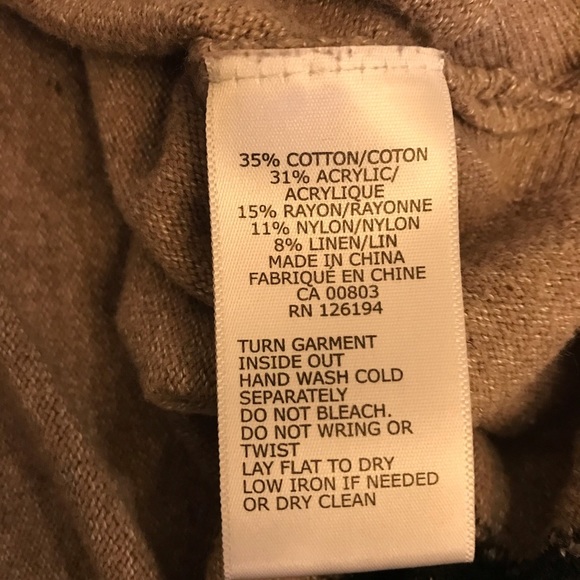 35% COTTON/COTON
31% ACRYLIC/
ACRYLIQUE
15% RAYON/RAYONNE
11% NYLON/NYLON
8% LINEN/LIN
MADE IN CHINA
FABRIQUÉ EN CHINE
CA 00803
RN 126194
TURN GARMENT
INSIDE OUT
HAND WASH COLD
SEPARATELY
DO NOT BLEACH.
DO NOT WRING OR
TWIST
LAY FLAT TO DRY
LOW IRON IF NEEDED
OR DRY CLEAN